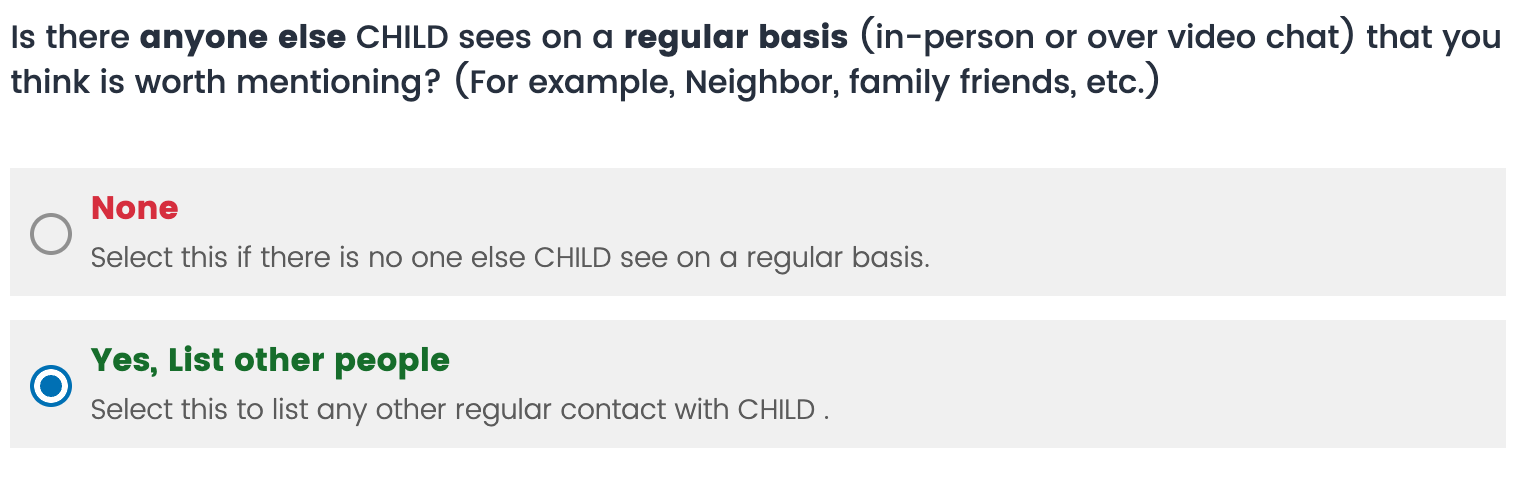 Is there anyone else CHILD sees on a regular basis (in-person or over video chat) that you
think is worth mentioning? (For example, Neighbor, family friends, etc.)
None
Select this if there is no one else CHILD see on a regular basis.
Yes, List other people
Select this to list any other regular contact with CHILD .